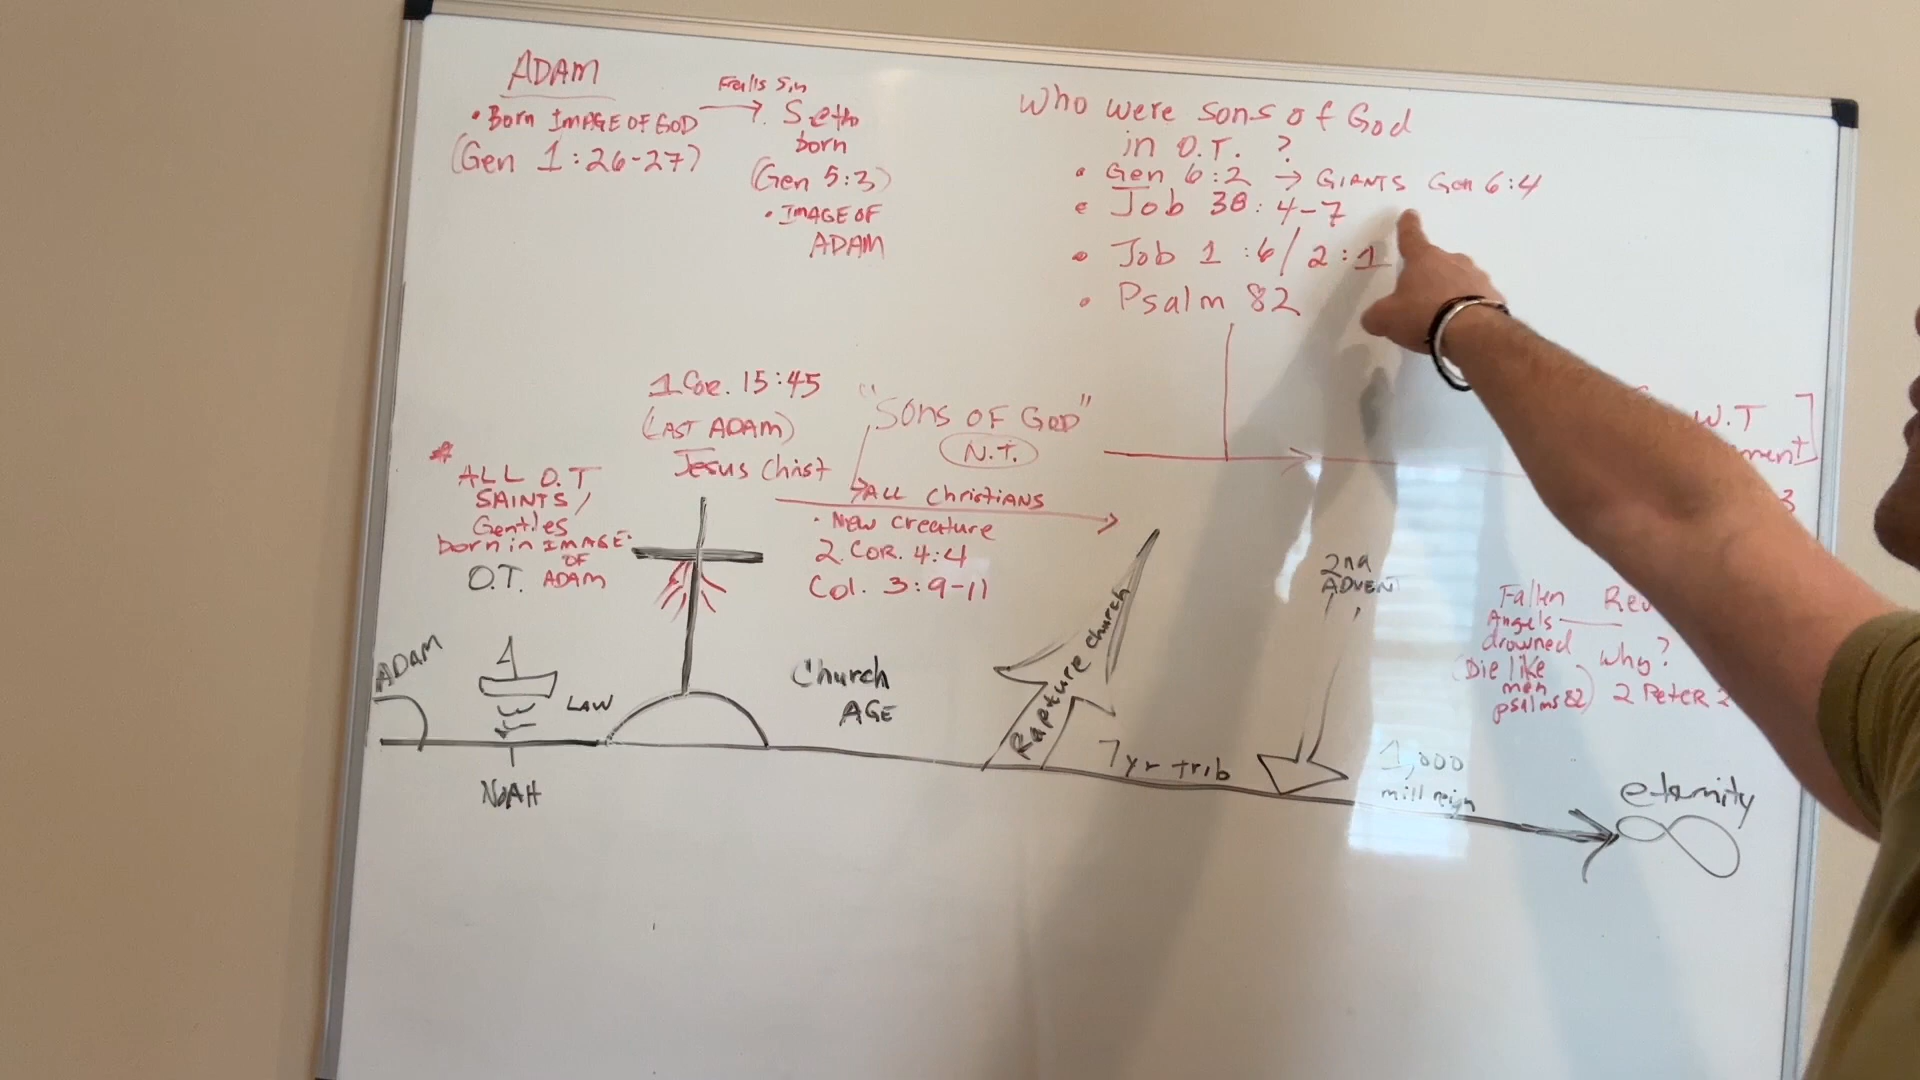 ADAM
• Born IMAGE OF GOD
(Gen 1:26-27)
Falls Sin
Seth
born
(Gen 5:3)
• IMAGE OF
ADAM
Who were sons of God
in O.T. ?
• Gen 6:2 → GIANTS Gen 6:4
• Job 38:4-7
• Job 1:6/2:1
• Psalm 82
1 Cor. 15:45
(LAST ADAM)
Jesus Christ
"SONS OF GOD"
N.T.
ALL Christians
• New Creature
2 COR. 4:4
Col. 3:9-11
* ALL O.T
SAINTS/
Gentiles
born in IMAGE
OF
O.T. ADAM
W.T
ment]
3
2nd
ADVENT
Fallen
Angels
drowned
(Die like
men
psalms 82)
Rev
Why?
2 Peter 2
ADAM
LAW
NOAH
Church
AGE
Rapture church
7 yr trib
1,000
mill reign
eternity